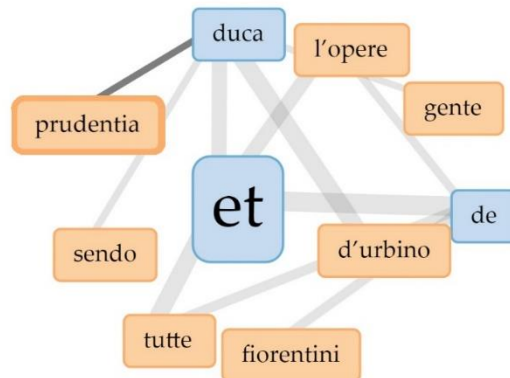 duca
l’opere
gente
prudentia
et
de
d’urbino
sendo
tutte
fiorentini